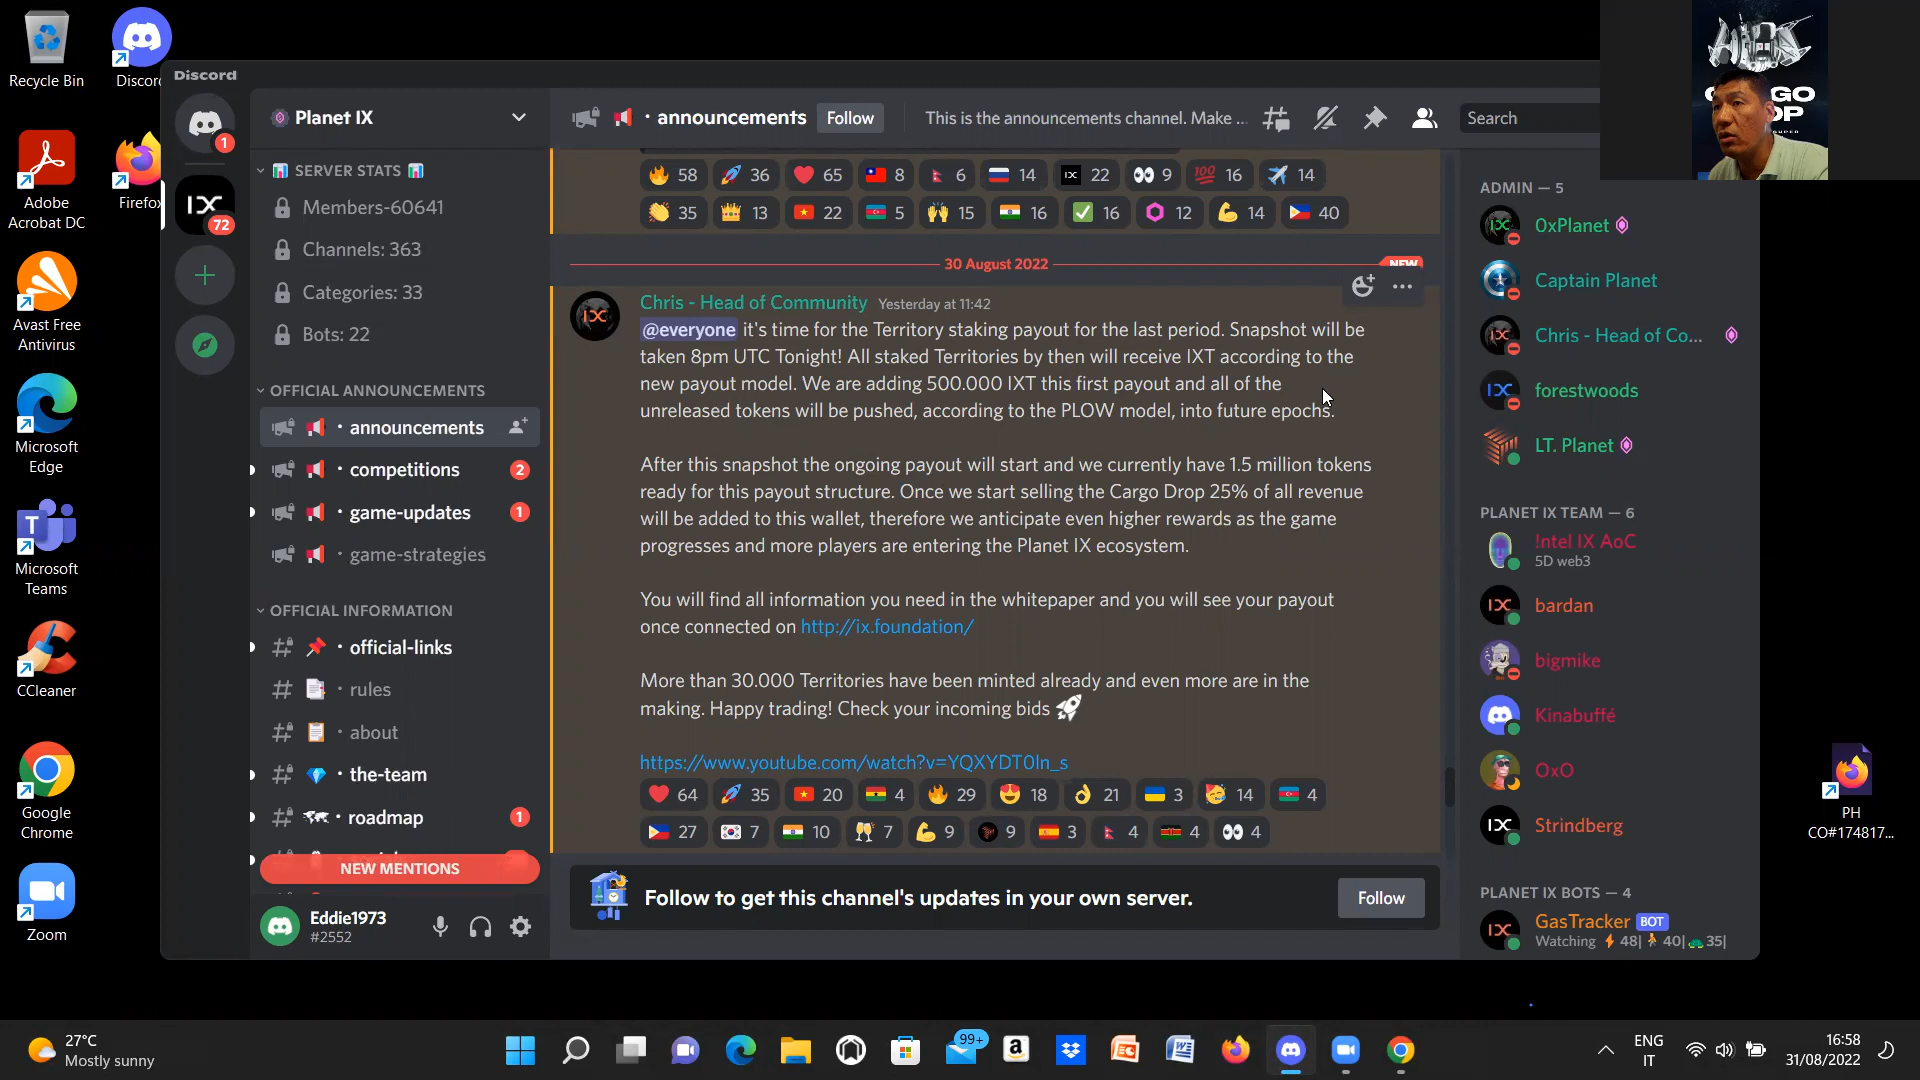 Recycle Bin
Discord
Adobe
Acrobat DC
Firefox
Avast Free
Antivirus
Microsoft
Edge
Microsoft
Teams
CCleaner
Google
Chrome
Zoom
Discord
1
IX
72
Planet IX
SERVER STATS
Members-60641
Channels: 363
Categories: 33
Bots: 22
OFFICIAL ANNOUNCEMENTS
announcements
competitions 2
game-updates 1
game-strategies
OFFICIAL INFORMATION
official-links
rules
about
the-team
roadmap 1
NEW MENTIONS
Eddie1973
#2552
announcements Follow This is the announcements channel. Make ... Search
58 36 65 8 6 14 22 9 100 16 14
35 13 22 5 15 16 16 12 14 40
30 August 2022 NEW
Chris - Head of Community Yesterday at 11:42
@everyone it's time for the Territory staking payout for the last period. Snapshot will be
taken 8pm UTC Tonight! All staked Territories by then will receive IXT according to the
new payout model. We are adding 500.000 IXT this first payout and all of the
unreleased tokens will be pushed, according to the PLOW model, into future epochs.
After this snapshot the ongoing payout will start and we currently have 1.5 million tokens
ready for this payout structure. Once we start selling the Cargo Drop 25% of all revenue
will be added to this wallet, therefore we anticipate even higher rewards as the game
progresses and more players are entering the Planet IX ecosystem.
You will find all information you need in the whitepaper and you will see your payout
once connected on http://ix.foundation/
More than 30.000 Territories have been minted already and even more are in the
making. Happy trading! Check your incoming bids
https://www.youtube.com/watch?v=YQXYDT0ln_s
64 35 20 4 29 18 21 3 14 4
27 7 10 7 9 9 3 4 4 4
Follow to get this channel's updates in your own server. Follow
ADMIN — 5
0xPlanet
Captain Planet
Chris - Head of Co...
forestwoods
LT. Planet
PLANET IX TEAM — 6
!ntel IX AoC
5D web3
bardan
bigmike
Kinabuffé
OxO
Strindberg
PLANET IX BOTS — 4
GasTracker BOT
Watching 48| 40| 35|
PH
CO#174817...
27°C
Mostly sunny
99+
ENG
IT
16:58
31/08/2022